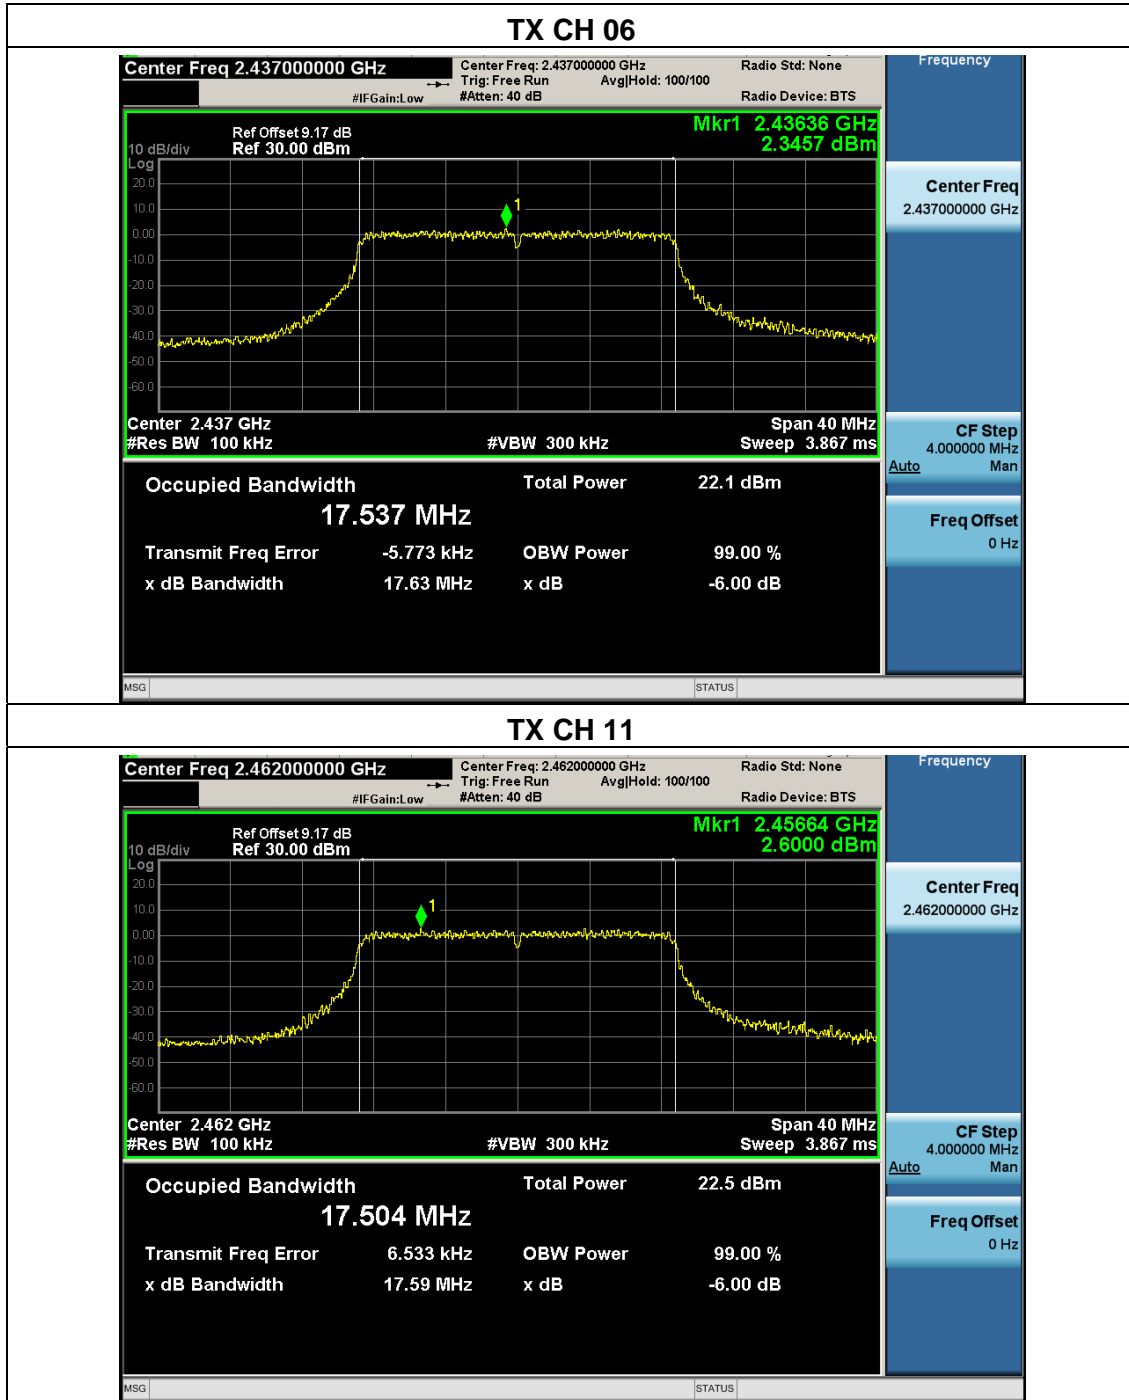 TX CH 06
Center Freq 2.437000000 GHz
Center Freq: 2.437000000 GHz
Radio Std: None
Frequency
Trig: Free Run
Avg|Hold: 100/100
#IFGain:Low
#Atten: 40 dB
Radio Device: BTS
Mkr1 2.43636 GHz
2.3457 dBm
Ref Offset 9.17 dB
10 dB/div
Ref 30.00 dBm
Log
20.0
10.0
0.00
-10.0
-20.0
-30.0
-40.0
-50.0
-60.0
1
Center Freq
2.437000000 GHz
Center 2.437 GHz
Span 40 MHz
#Res BW 100 kHz
#VBW 300 kHz
Sweep 3.867 ms
CF Step
4.000000 MHz
Auto
Man
Occupied Bandwidth
Total Power
22.1 dBm
17.537 MHz
Freq Offset
0 Hz
Transmit Freq Error
-5.773 kHz
OBW Power
99.00 %
x dB Bandwidth
17.63 MHz
x dB
-6.00 dB
MSG
STATUS
TX CH 11
Center Freq 2.462000000 GHz
Center Freq: 2.462000000 GHz
Radio Std: None
Frequency
Trig: Free Run
Avg|Hold: 100/100
#IFGain:Low
#Atten: 40 dB
Radio Device: BTS
Mkr1 2.45664 GHz
2.6000 dBm
Ref Offset 9.17 dB
10 dB/div
Ref 30.00 dBm
Log
20.0
10.0
0.00
-10.0
-20.0
-30.0
-40.0
-50.0
-60.0
1
Center Freq
2.462000000 GHz
Center 2.462 GHz
Span 40 MHz
#Res BW 100 kHz
#VBW 300 kHz
Sweep 3.867 ms
CF Step
4.000000 MHz
Auto
Man
Occupied Bandwidth
Total Power
22.5 dBm
17.504 MHz
Freq Offset
0 Hz
Transmit Freq Error
6.533 kHz
OBW Power
99.00 %
x dB Bandwidth
17.59 MHz
x dB
-6.00 dB
MSG
STATUS